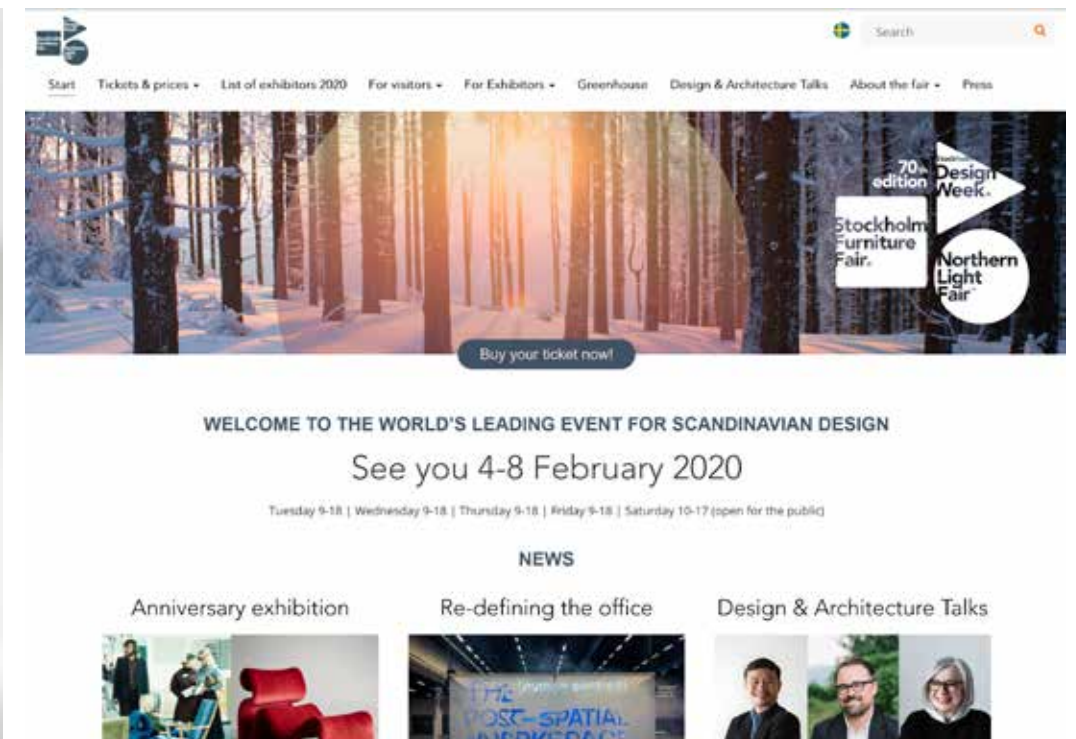 Search
Start Tickets & prices List of exhibitors 2020 For visitors For Exhibitors Greenhouse Design & Architecture Talks About the fair Press
70th
edition
Design
Week.
Stockholm
Furniture
Fair.
Northern
Light
Fair
Buy your ticket now!
WELCOME TO THE WORLD'S LEADING EVENT FOR SCANDINAVIAN DESIGN
See you 4-8 February 2020
Tuesday 9-18 | Wednesday 9-18 | Thursday 9-18 | Friday 9-18 | Saturday 10-17 (open for the public)
NEWS
Anniversary exhibition Re-defining the office Design & Architecture Talks
THE
POST-SPATIAL
WORKSPACE